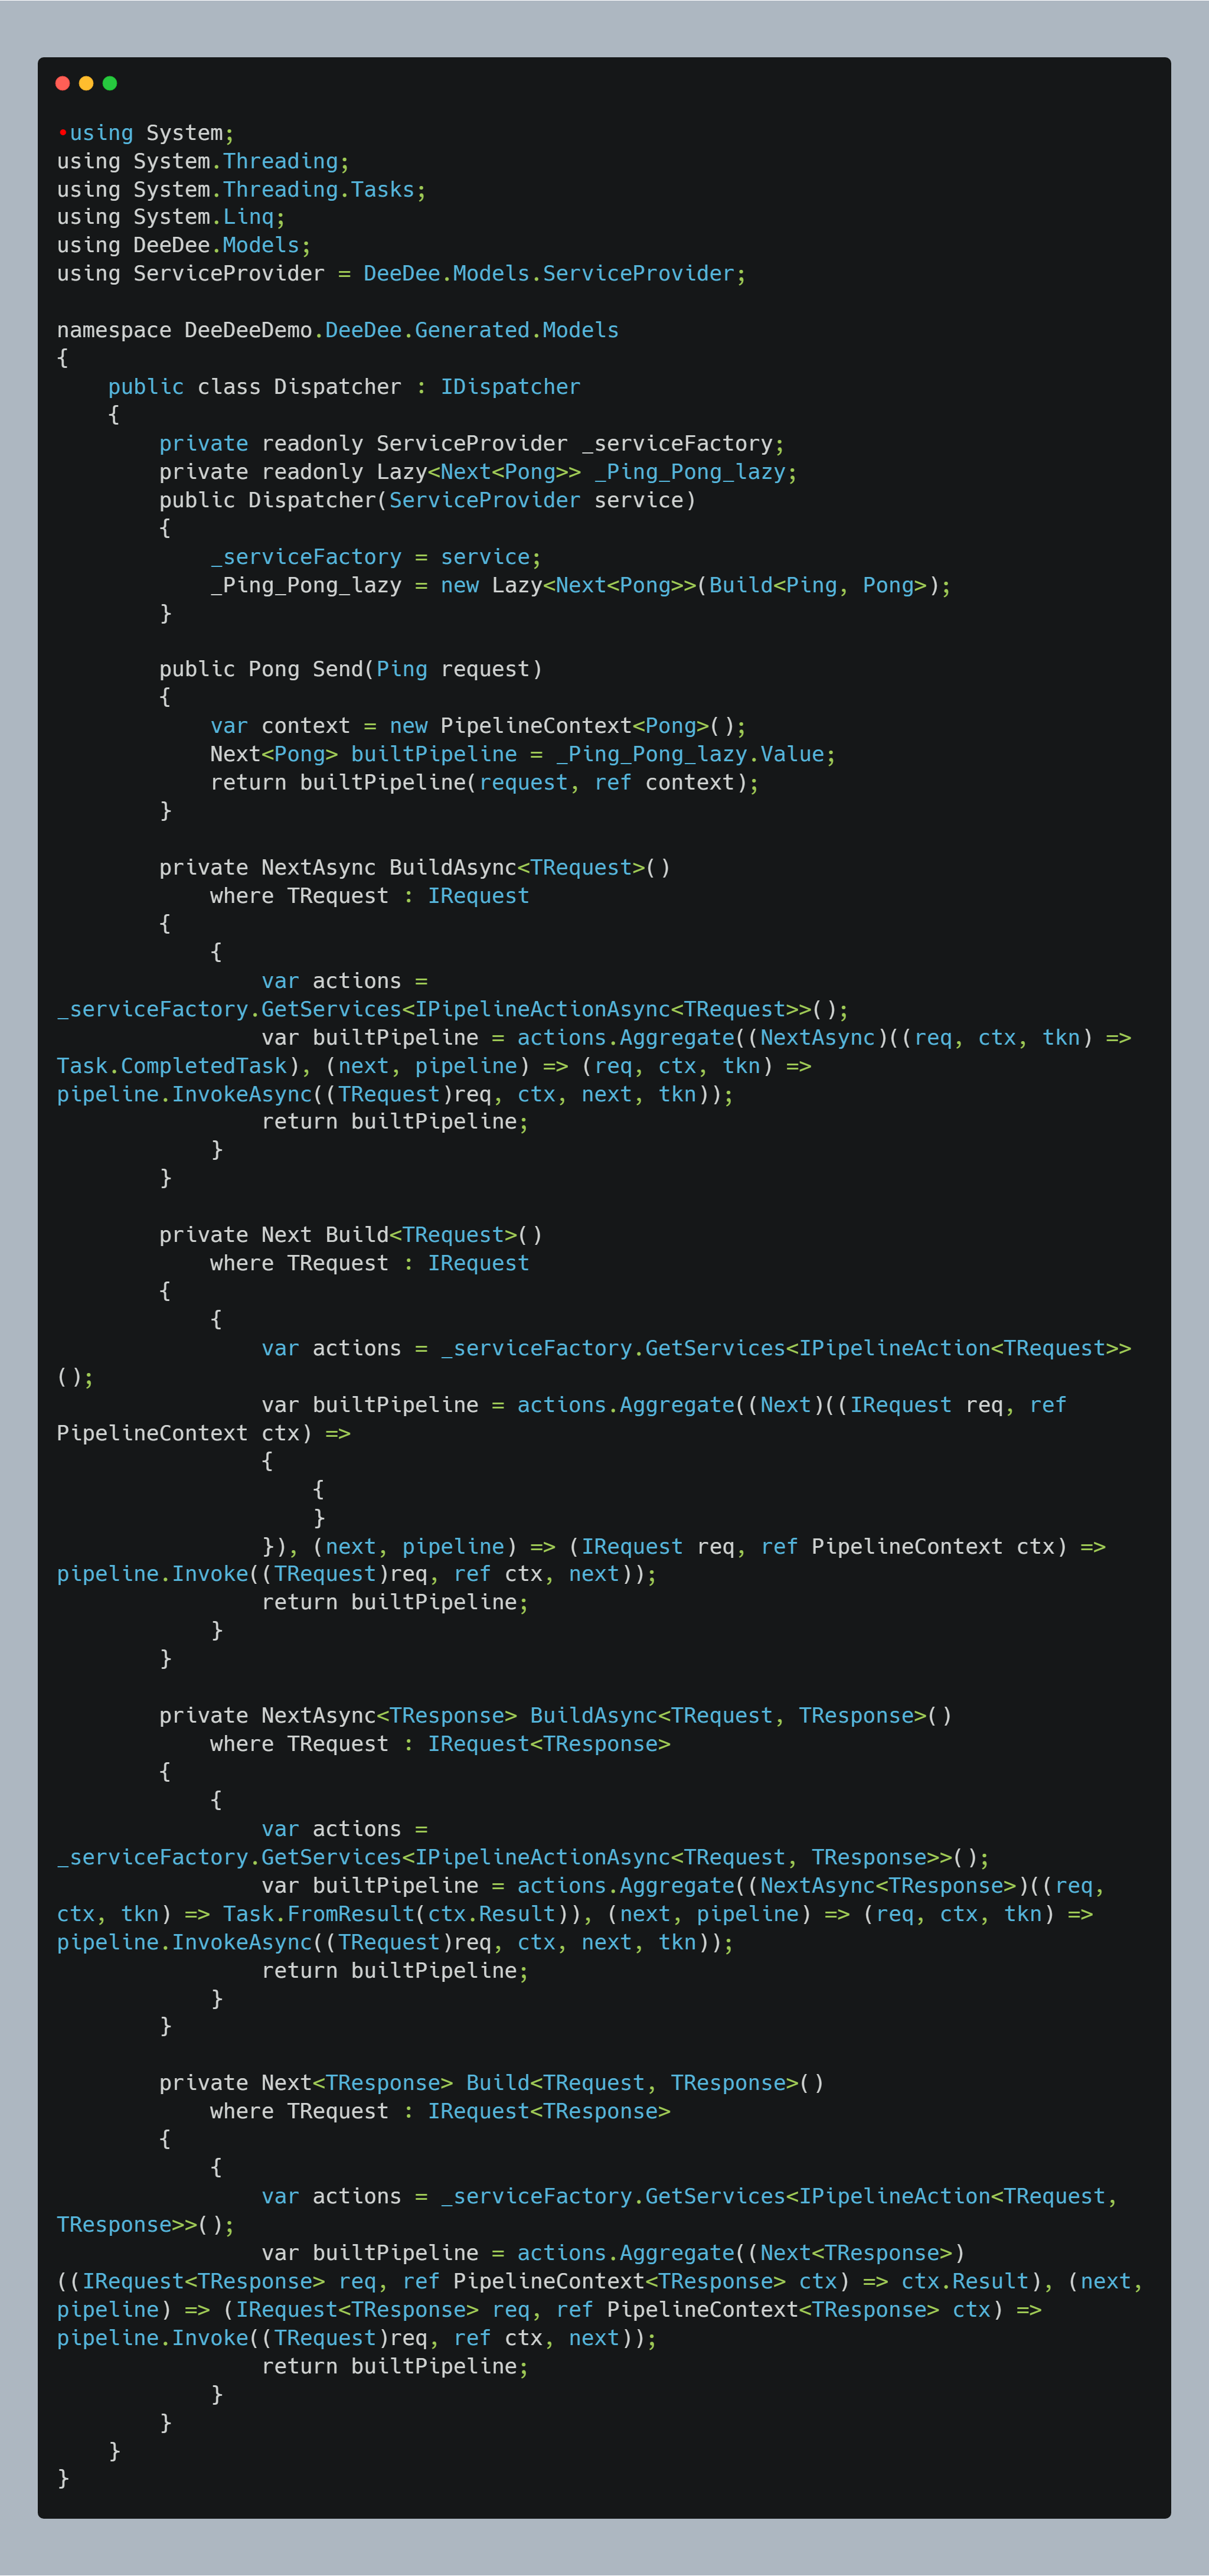 •using System;
using System.Threading;
using System.Threading.Tasks;
using System.Linq;
using DeeDee.Models;
using ServiceProvider = DeeDee.Models.ServiceProvider;

namespace DeeDeeDemo.DeeDee.Generated.Models
{
    public class Dispatcher : IDispatcher
    {
        private readonly ServiceProvider _serviceFactory;
        private readonly Lazy<Next<Pong>> _Ping_Pong_lazy;
        public Dispatcher(ServiceProvider service)
        {
            _serviceFactory = service;
            _Ping_Pong_lazy = new Lazy<Next<Pong>>(Build<Ping, Pong>);
        }

        public Pong Send(Ping request)
        {
            var context = new PipelineContext<Pong>();
            Next<Pong> builtPipeline = _Ping_Pong_lazy.Value;
            return builtPipeline(request, ref context);
        }

        private NextAsync BuildAsync<TRequest>()
            where TRequest : IRequest
        {
            {
                var actions =
_serviceFactory.GetServices<IPipelineActionAsync<TRequest>>();
                var builtPipeline = actions.Aggregate((NextAsync)((req, ctx, tkn) =>
Task.CompletedTask), (next, pipeline) => (req, ctx, tkn) =>
pipeline.InvokeAsync((TRequest)req, ctx, next, tkn));
                return builtPipeline;
            }
        }

        private Next Build<TRequest>()
            where TRequest : IRequest
        {
            {
                var actions = _serviceFactory.GetServices<IPipelineAction<TRequest>>
();
                var builtPipeline = actions.Aggregate((Next)((IRequest req, ref
PipelineContext ctx) =>
                {
                    {
                    }
                }), (next, pipeline) => (IRequest req, ref PipelineContext ctx) =>
pipeline.Invoke((TRequest)req, ref ctx, next));
                return builtPipeline;
            }
        }

        private NextAsync<TResponse> BuildAsync<TRequest, TResponse>()
            where TRequest : IRequest<TResponse>
        {
            {
                var actions =
_serviceFactory.GetServices<IPipelineActionAsync<TRequest, TResponse>>();
                var builtPipeline = actions.Aggregate((NextAsync<TResponse>)((req,
ctx, tkn) => Task.FromResult(ctx.Result)), (next, pipeline) => (req, ctx, tkn) =>
pipeline.InvokeAsync((TRequest)req, ctx, next, tkn));
                return builtPipeline;
            }
        }

        private Next<TResponse> Build<TRequest, TResponse>()
            where TRequest : IRequest<TResponse>
        {
            {
                var actions = _serviceFactory.GetServices<IPipelineAction<TRequest,
TResponse>>();
                var builtPipeline = actions.Aggregate((Next<TResponse>)
((IRequest<TResponse> req, ref PipelineContext<TResponse> ctx) => ctx.Result), (next,
pipeline) => (IRequest<TResponse> req, ref PipelineContext<TResponse> ctx) =>
pipeline.Invoke((TRequest)req, ref ctx, next));
                return builtPipeline;
            }
        }
    }
}